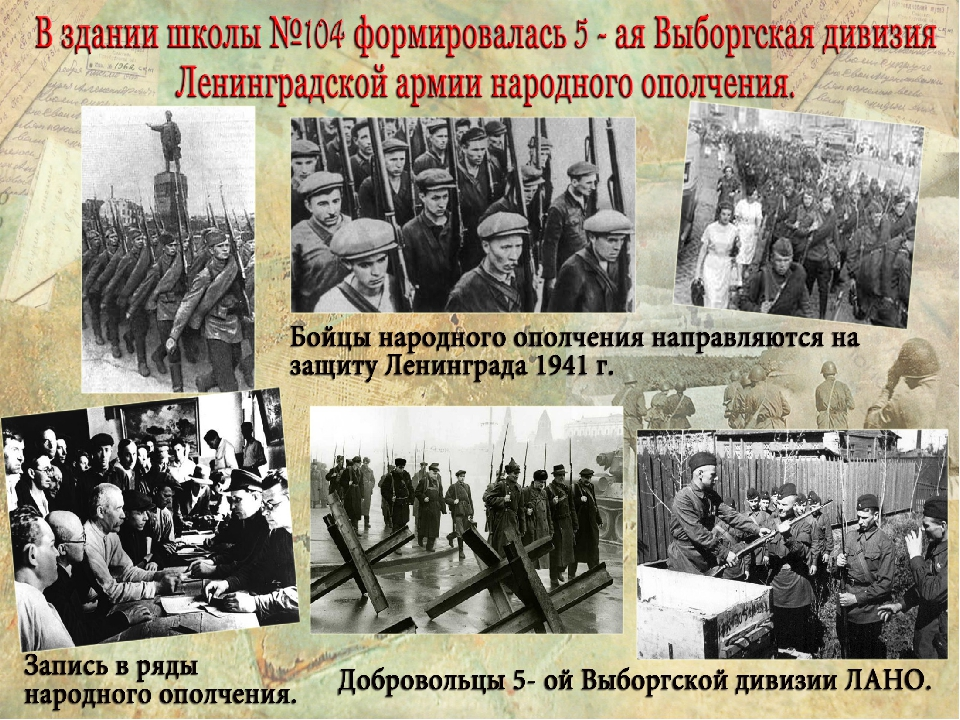 В здании школы №104 формировалась 5 - ая Выборгская дивизия
Ленинградской армии народного ополчения.
Бойцы народного ополчения направляются на
защиту Ленинграда 1941 г.
Запись в ряды
народного ополчения.
Добровольцы 5- ой Выборгской дивизии ЛАНО.